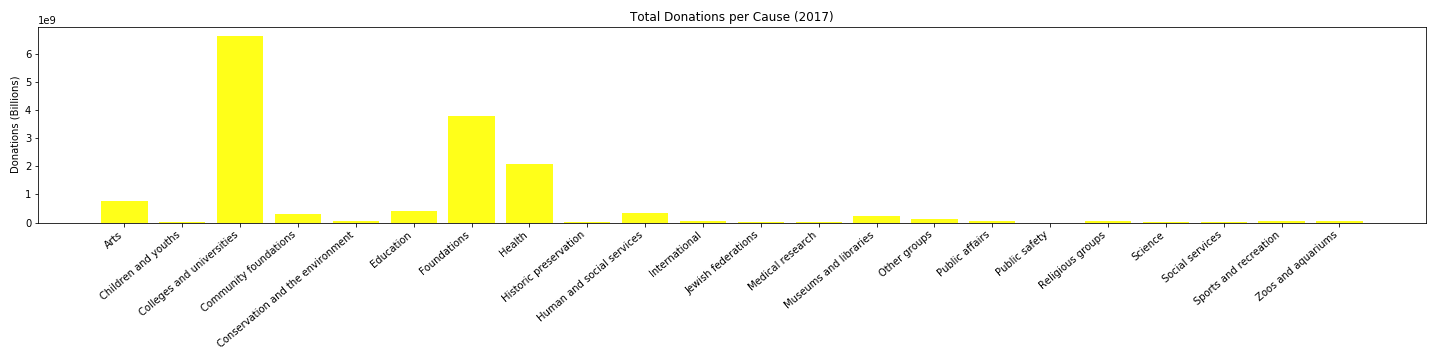 Total Donations per Cause (2017)
1e9
Donations (Billions)
6
5
4
3
2
1
0
Arts
Children and youths
Colleges and universities
Community foundations
Conservation and the environment
Education
Foundations
Health
Historic preservation
Human and social services
International
Jewish federations
Medical research
Museums and libraries
Other groups
Public affairs
Public safety
Religious groups
Science
Social services
Sports and recreation
Zoos and aquariums